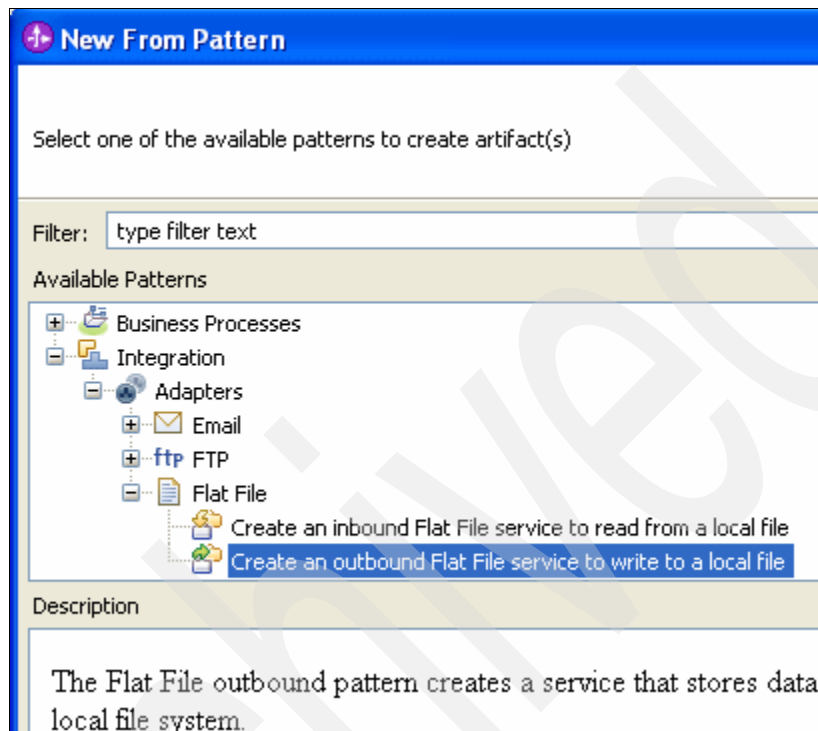 New From Pattern
Select one of the available patterns to create artifact(s)
Filter: type filter text
Available Patterns
Business Processes
Integration
Adapters
Email
ftp FTP
Flat File
Create an inbound Flat File service to read from a local file
Create an outbound Flat File service to write to a local file
Description
The Flat File outbound pattern creates a service that stores data
local file system.
hived